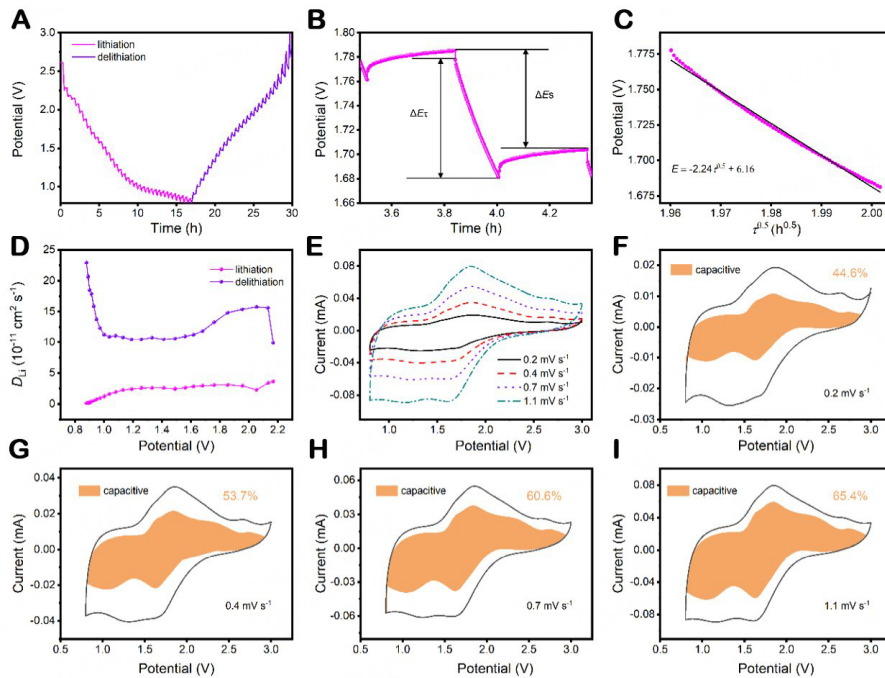 A
3.0
2.5
2.0
1.5
1.0
lithiation
delithiation
Potential (V)
0 5 10 15 20 25 30
Time (h)
B
1.80
1.78
1.76
1.74
1.72
1.70
1.68
1.66
ΔEτ
ΔEs
Potential (V)
3.6 3.9 4.2
Time (h)
C
1.775
1.750
1.725
1.700
1.675
E = -2.24 t^0.5 + 6.16
Potential (V)
1.96 1.97 1.98 1.99 2.00
τ^0.5 (h^0.5)
D
25
20
15
10
5
0
lithiation
delithiation
D_Li (10⁻¹¹ cm² s⁻¹)
0.8 1.0 1.2 1.4 1.6 1.8 2.0 2.2
Potential (V)
E
0.08
0.04
0.00
-0.04
-0.08
0.2 mV s⁻¹
0.4 mV s⁻¹
0.7 mV s⁻¹
1.1 mV s⁻¹
Current (mA)
1.0 1.5 2.0 2.5 3.0
Potential (V)
F
0.02
0.01
0.00
-0.01
-0.02
-0.03
capacitive
44.6%
0.2 mV s⁻¹
Current (mA)
0.5 1.0 1.5 2.0 2.5 3.0
Potential (V)
G
0.04
0.02
0.00
-0.02
-0.04
capacitive
53.7%
0.4 mV s⁻¹
Current (mA)
0.5 1.0 1.5 2.0 2.5 3.0
Potential (V)
H
0.06
0.03
0.00
-0.03
-0.06
capacitive
60.6%
0.7 mV s⁻¹
Current (mA)
0.5 1.0 1.5 2.0 2.5 3.0
Potential (V)
I
0.08
0.04
0.00
-0.04
-0.08
capacitive
65.4%
1.1 mV s⁻¹
Current (mA)
0.5 1.0 1.5 2.0 2.5 3.0
Potential (V)